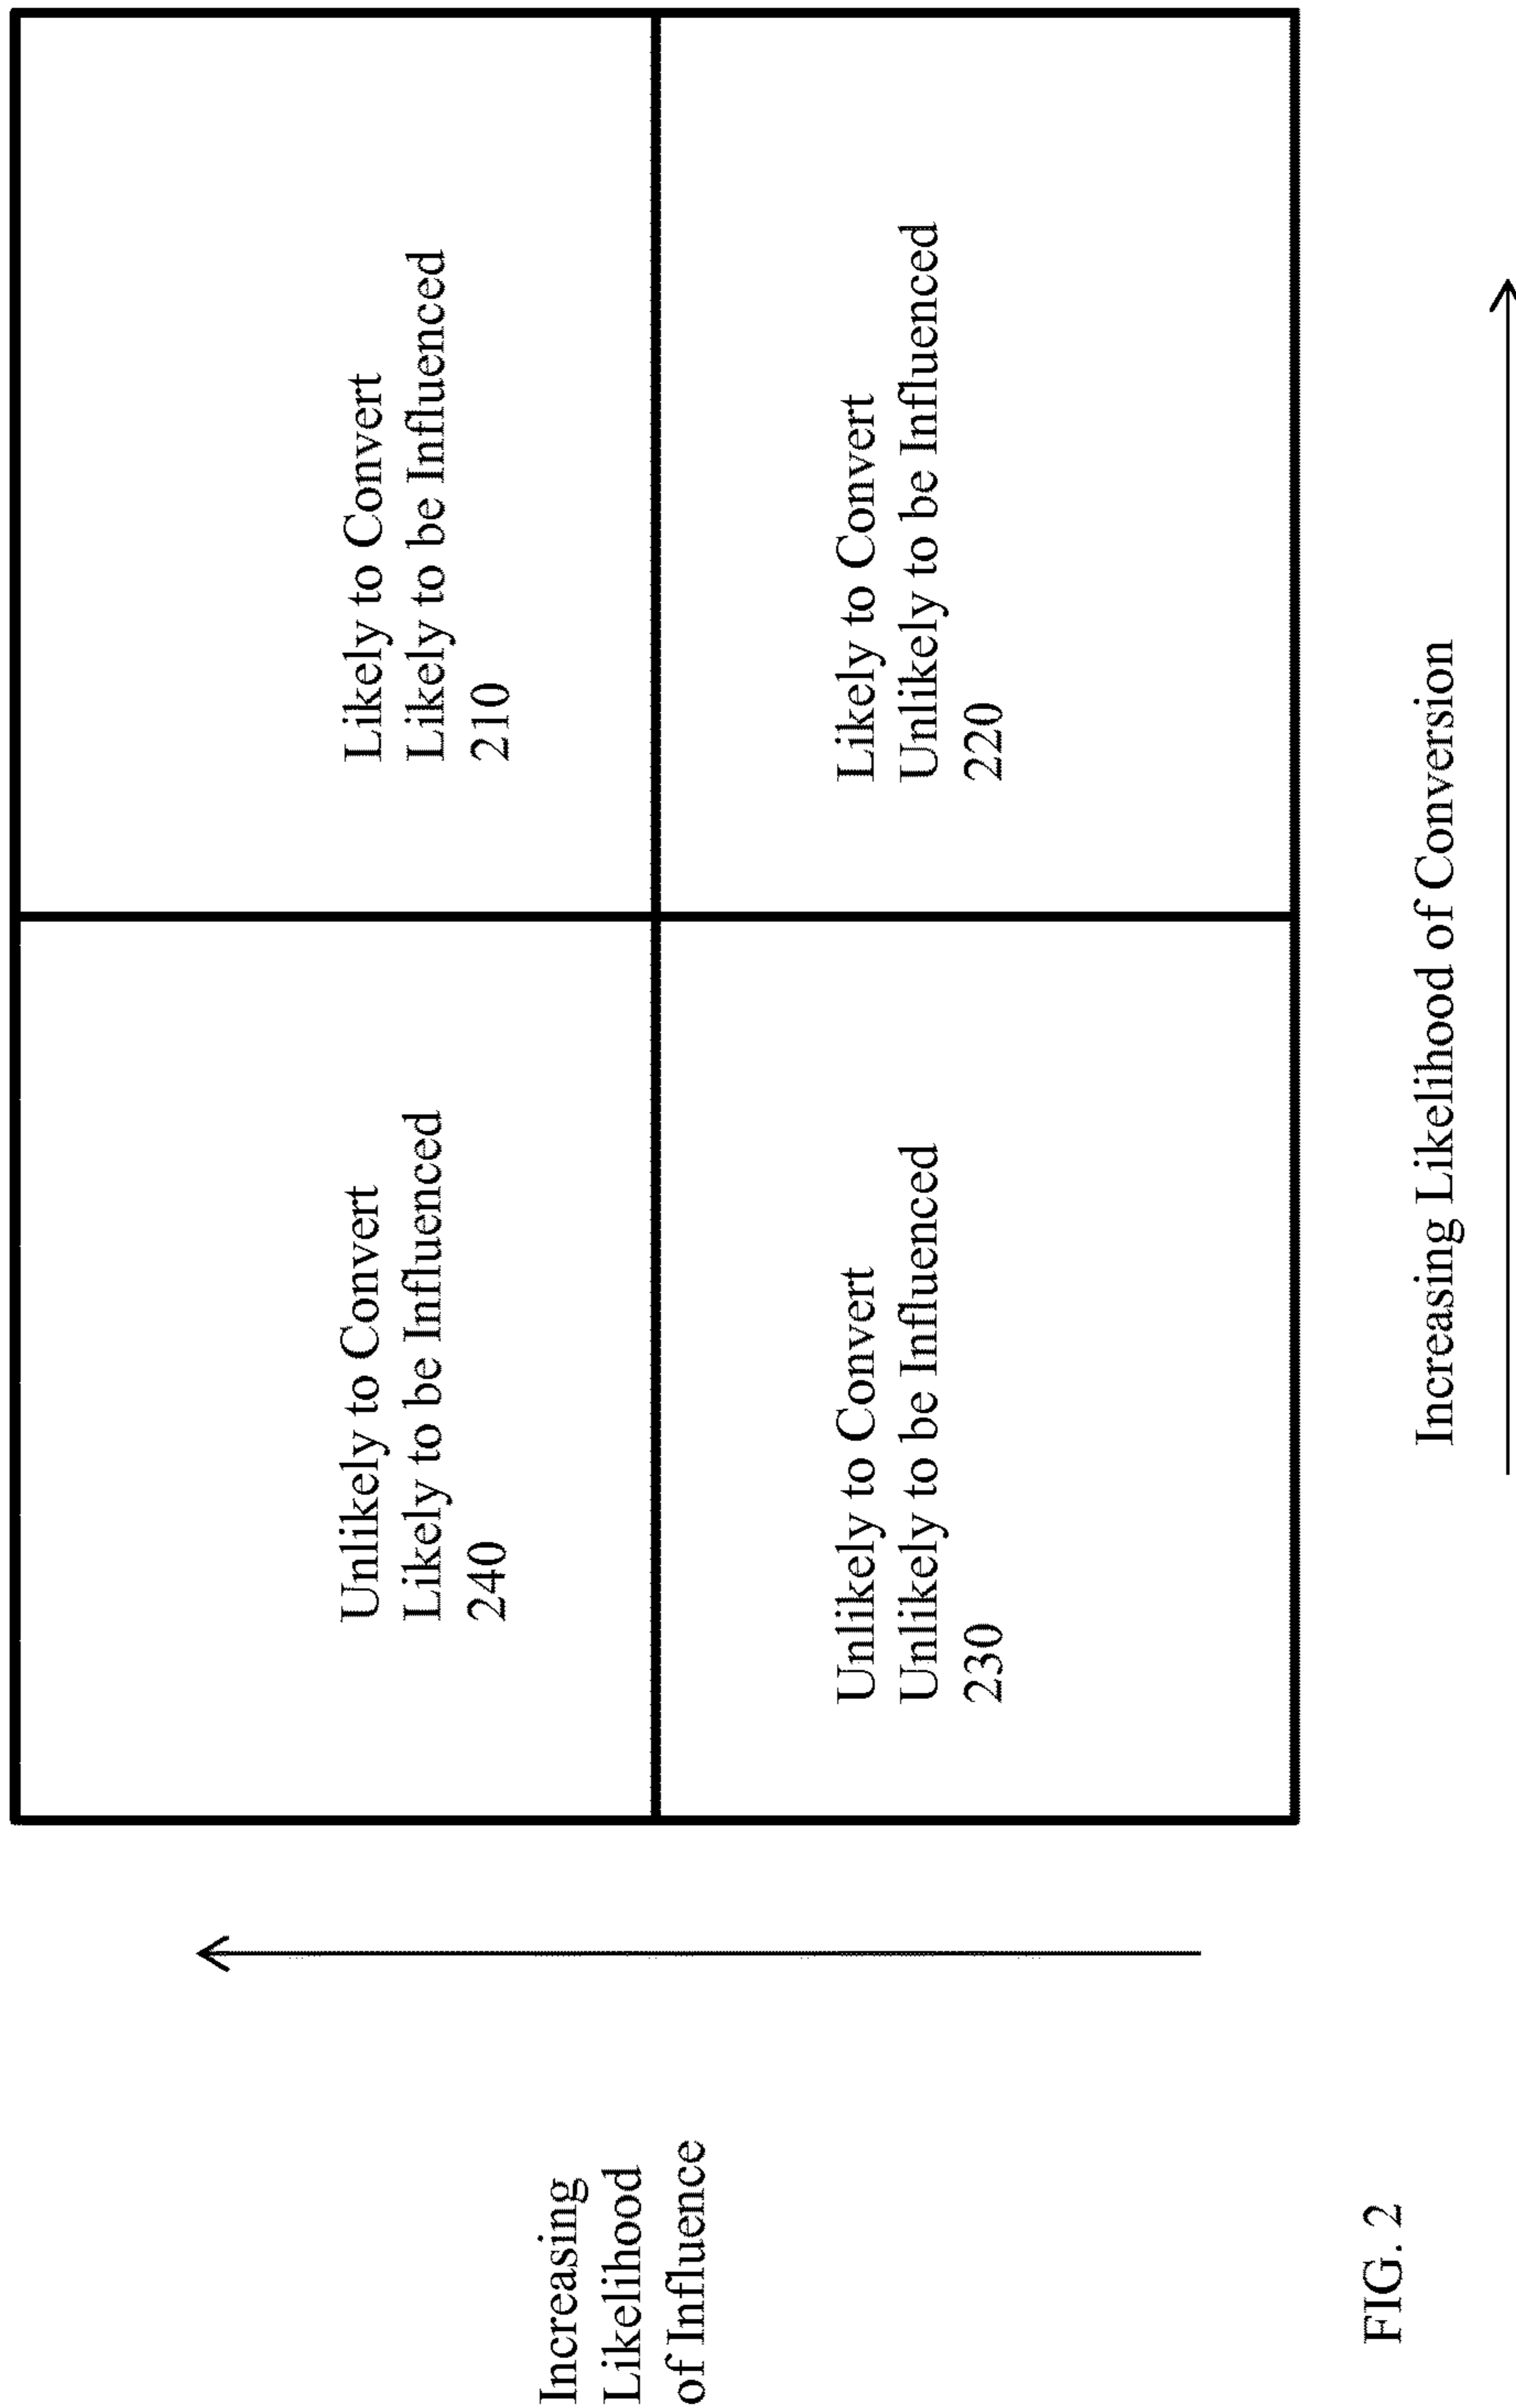 Unlikely to Convert
Likely to be Influenced
240
Likely to Convert
Likely to be Influenced
210
Increasing
Likelihood
of Influence
Unlikely to Convert
Unlikely to be Influenced
230
Likely to Convert
Unlikely to be Influenced
220
Increasing Likelihood of Conversion
FIG. 2